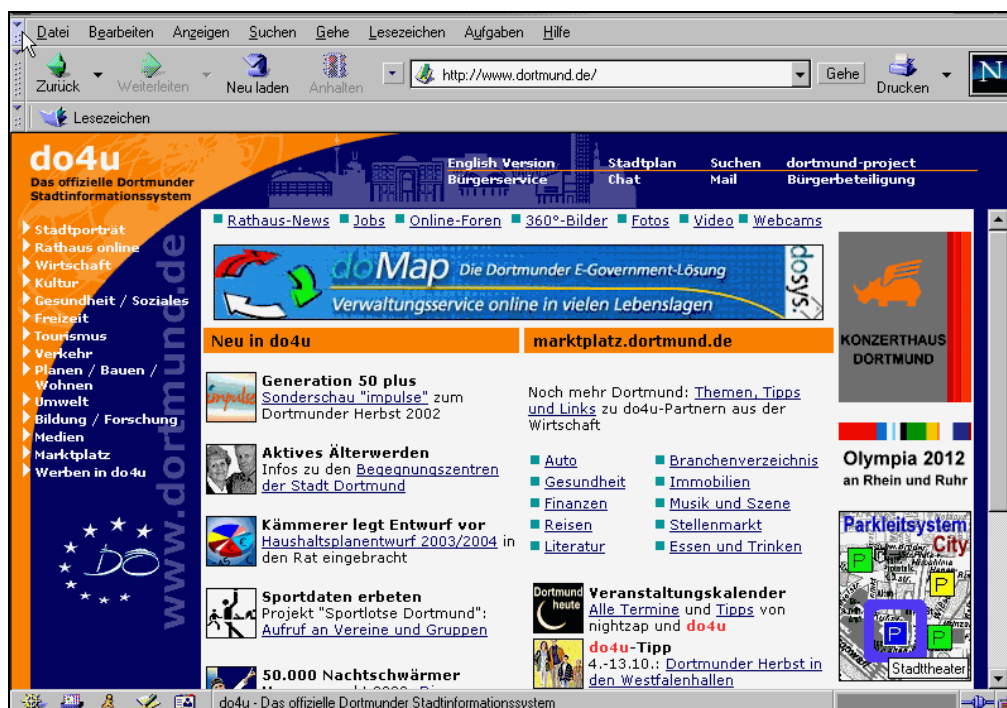 Datei Bearbeiten Anzeigen Suchen Gehe Lesezeichen Aufgaben Hilfe
Zurück Weiterleiten Neu laden Anhalten http://www.dortmund.de/ Gehe Drucken N
Lesezeichen
do4u
Das offizielle Dortmunder
Stadtinformationssystem
English Version Stadtplan Suchen dortmund-project
Bürgerservice Chat Mail Bürgerbeteiligung
Stadtporträt
Rathaus online
Wirtschaft
Kultur
Gesundheit / Soziales
Freizeit
Tourismus
Verkehr
Planen / Bauen /
Wohnen
Umwelt
Bildung / Forschung
Medien
Marktplatz
Werben in do4u
www.dortmund.de
DO
Rathaus-News Jobs Online-Foren 360°-Bilder Fotos Video Webcams
doMap Die Dortmunder E-Government-Lösung
Verwaltungsservice online in vielen Lebenslagen
dosys.
Neu in do4u
impulse
Generation 50 plus
Sonderschau "impulse" zum
Dortmunder Herbst 2002
Aktives Älterwerden
Infos zu den Begegnungszentren
der Stadt Dortmund
Kämmerer legt Entwurf vor
Haushaltsplanentwurf 2003/2004 in
den Rat eingebracht
Sportdaten erbeten
Projekt "Sportlotse Dortmund":
Aufruf an Vereine und Gruppen
50.000 Nachtschwärmer
marktplatz.dortmund.de
Noch mehr Dortmund: Themen, Tipps
und Links zu do4u-Partnern aus der
Wirtschaft
Auto Branchenverzeichnis
Gesundheit Immobilien
Finanzen Musik und Szene
Reisen Stellenmarkt
Literatur Essen und Trinken
Dortmund
heute
Veranstaltungskalender
Alle Termine und Tipps von
nightzap und do4u
do4u-Tipp
4.-13.10.: Dortmunder Herbst in
den Westfalenhallen
KONZERTHAUS
DORTMUND
Olympia 2012
an Rhein und Ruhr
Parkleitsystem
City
P
P
P
P
Stadttheater
do4u - Das offizielle Dortmunder Stadtinformationssystem